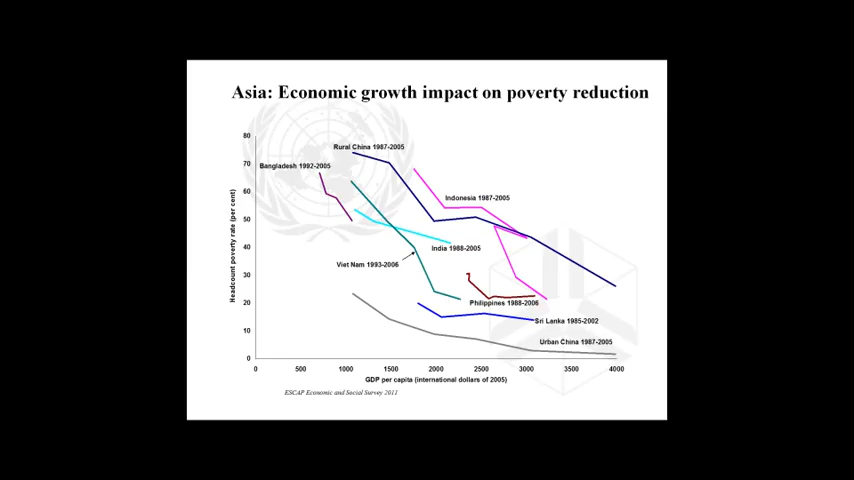 Asia: Economic growth impact on poverty reduction
80
70
60
50
40
30
20
10
0
Headcount poverty rate (per cent)
Rural China 1987-2005
Bangladesh 1992-2005
Indonesia 1987-2005
India 1988-2005
Viet Nam 1993-2006
Philippines 1988-2006
Sri Lanka 1985-2002
Urban China 1987-2005
0 500 1000 1500 2000 2500 3000 3500 4000
GDP per capita (international dollars of 2005)
ESCAP Economic and Social Survey 2011